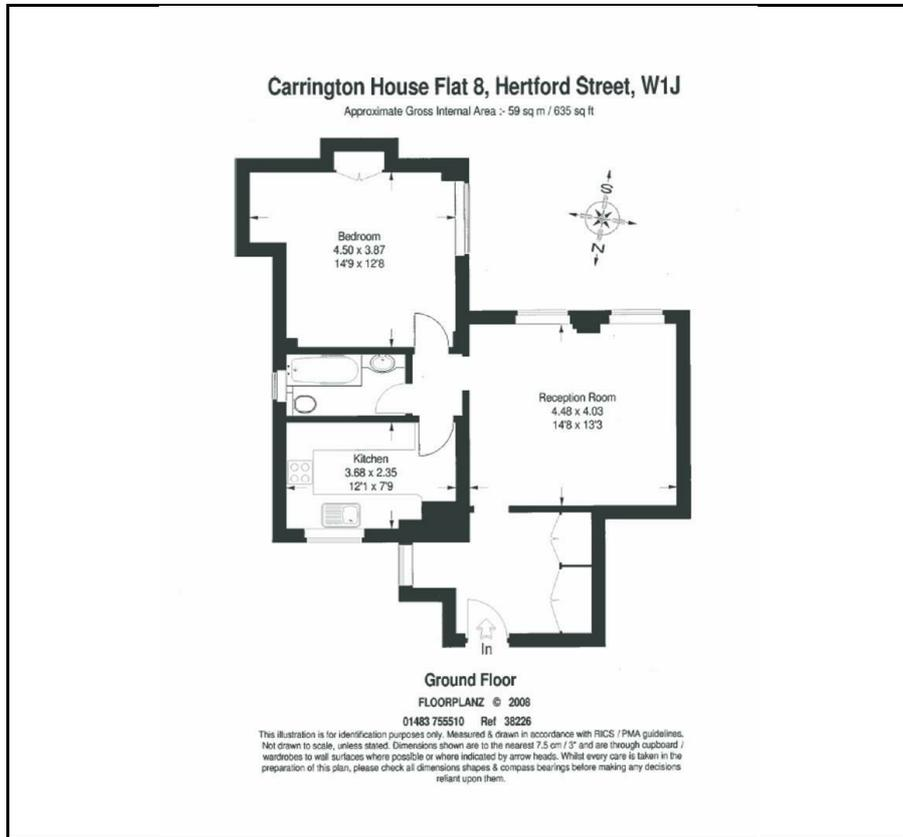 Carrington House Flat 8, Hertford Street, W1J
Approximate Gross Internal Area :- 59 sq m / 635 sq ft
S
N
Bedroom
4.50 x 3.87
14'9 x 12'8
Reception Room
4.48 x 4.03
14'8 x 13'3
Kitchen
3.68 x 2.35
12'1 x 7'9
In
Ground Floor
FLOORPLANZ © 2008
01483 755510 Ref 38226
This illustration is for identification purposes only. Measured & drawn in accordance with RICS / PMA guidelines.
Not drawn to scale, unless stated. Dimensions shown are to the nearest 7.5 cm / 3" and are through cupboard /
wardrobes to wall surfaces where possible or where indicated by arrow heads. Whilst every care is taken in the
preparation of this plan, please check all dimensions shapes & compass bearings before making any decisions
reliant upon them.